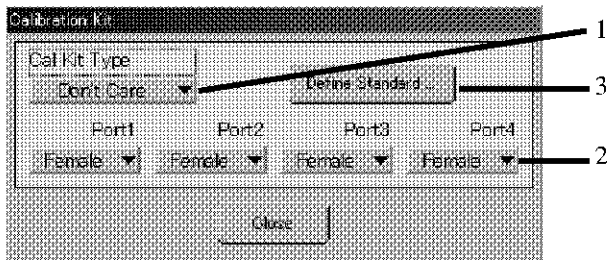 Calibration Kit
1
Cal Kit Type
Don't Care
Define Standard...
3
Port1 Port2 Port3 Port4
Female Female Female Female
2
Close